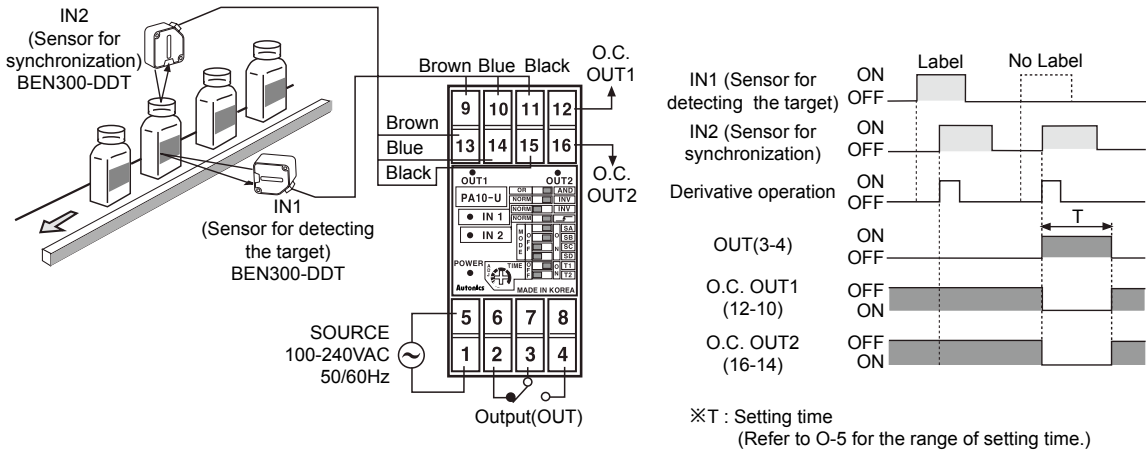 IN2
(Sensor for
synchronization)
BEN300-DDT
IN1
(Sensor for detecting
the target)
BEN300-DDT
Brown Blue Black
O.C.
OUT1
9 10 11 12
Brown
13 14 15 16
Blue
Black
O.C.
OUT2
OUT1 OUT2
PA10-U
OR AND
NORM INV
NORM INV
NORM
IN 1
IN 2
MODE
OFF
ON
SA
SB
SC
SD
POWER
ADJ
TIME
OFF
ON
T1
T2
Autonics
MADE IN KOREA
5 6 7 8
1 2 3 4
SOURCE
100-240VAC
50/60Hz
Output(OUT)
Label No Label
IN1 (Sensor for
detecting the target)
ON
OFF
IN2 (Sensor for
synchronization)
ON
OFF
Derivative operation
ON
OFF
T
OUT(3-4)
ON
OFF
O.C. OUT1
(12-10)
OFF
ON
O.C. OUT2
(16-14)
OFF
ON
※T : Setting time
(Refer to O-5 for the range of setting time.)